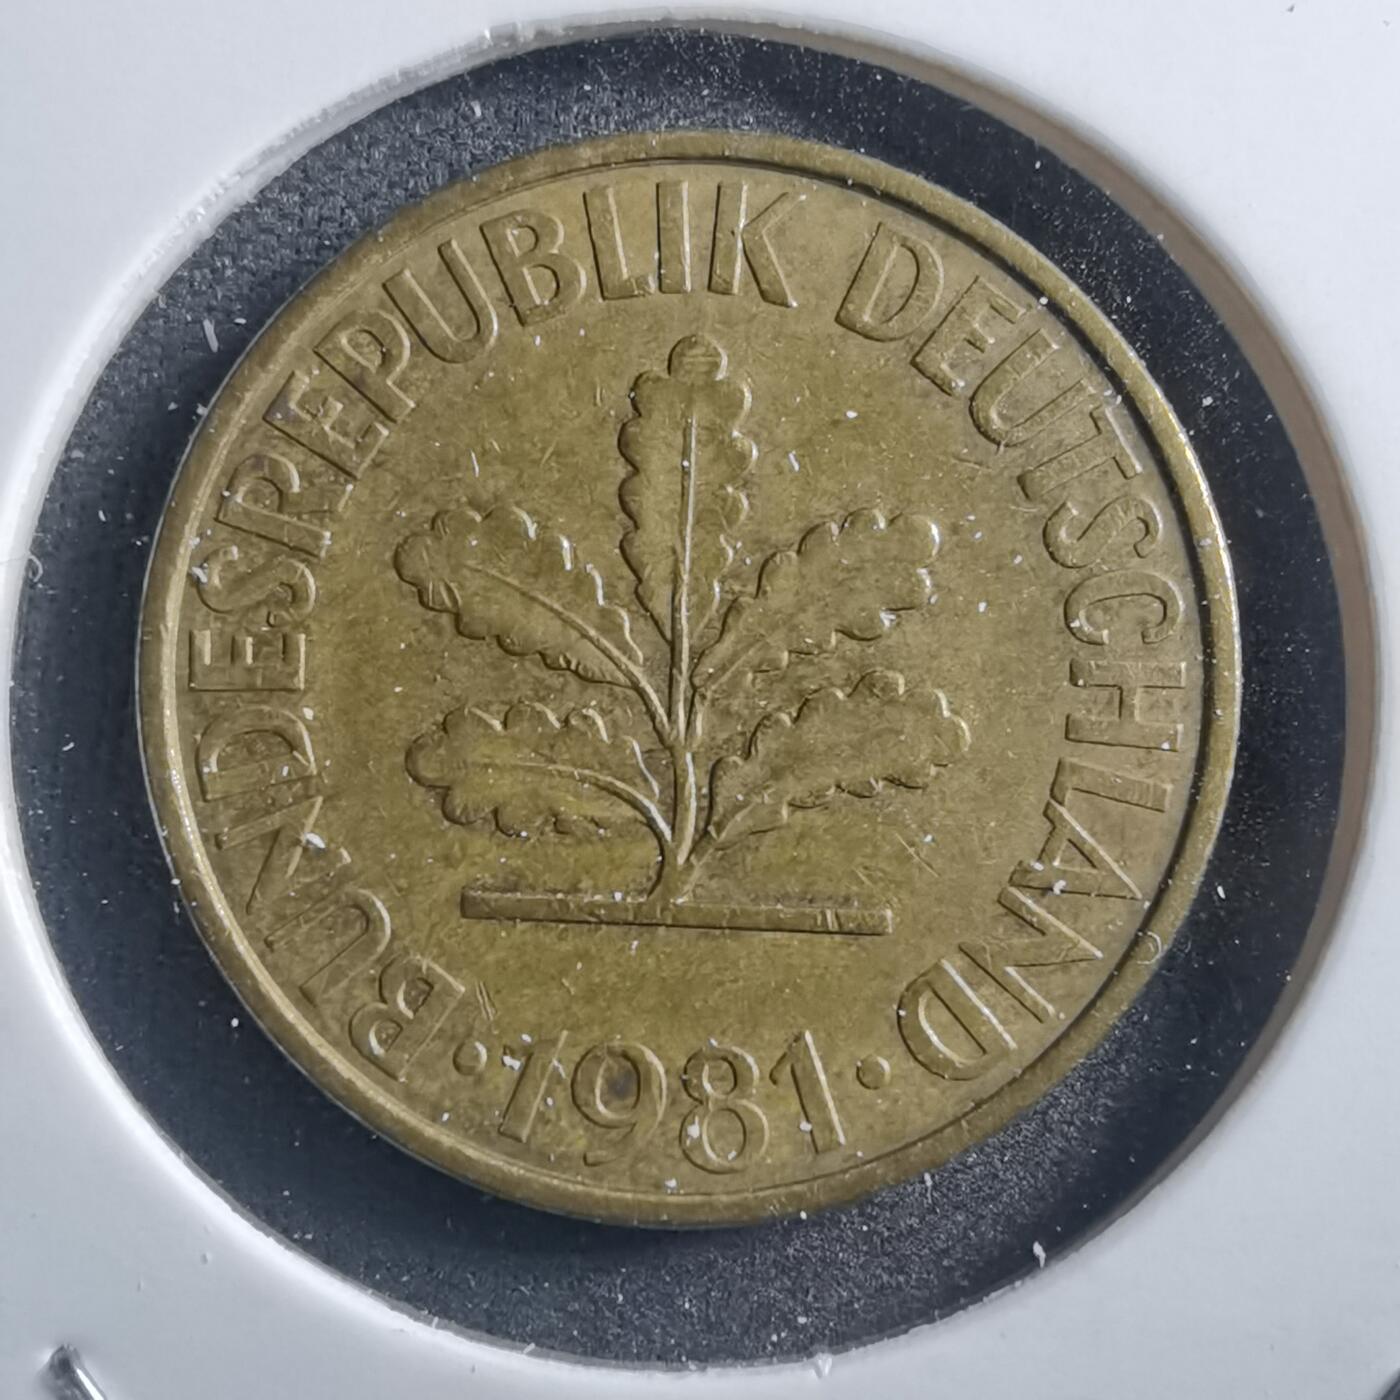 BUNDESREPUBLIK DEUTSCHLAND
· 1981 ·